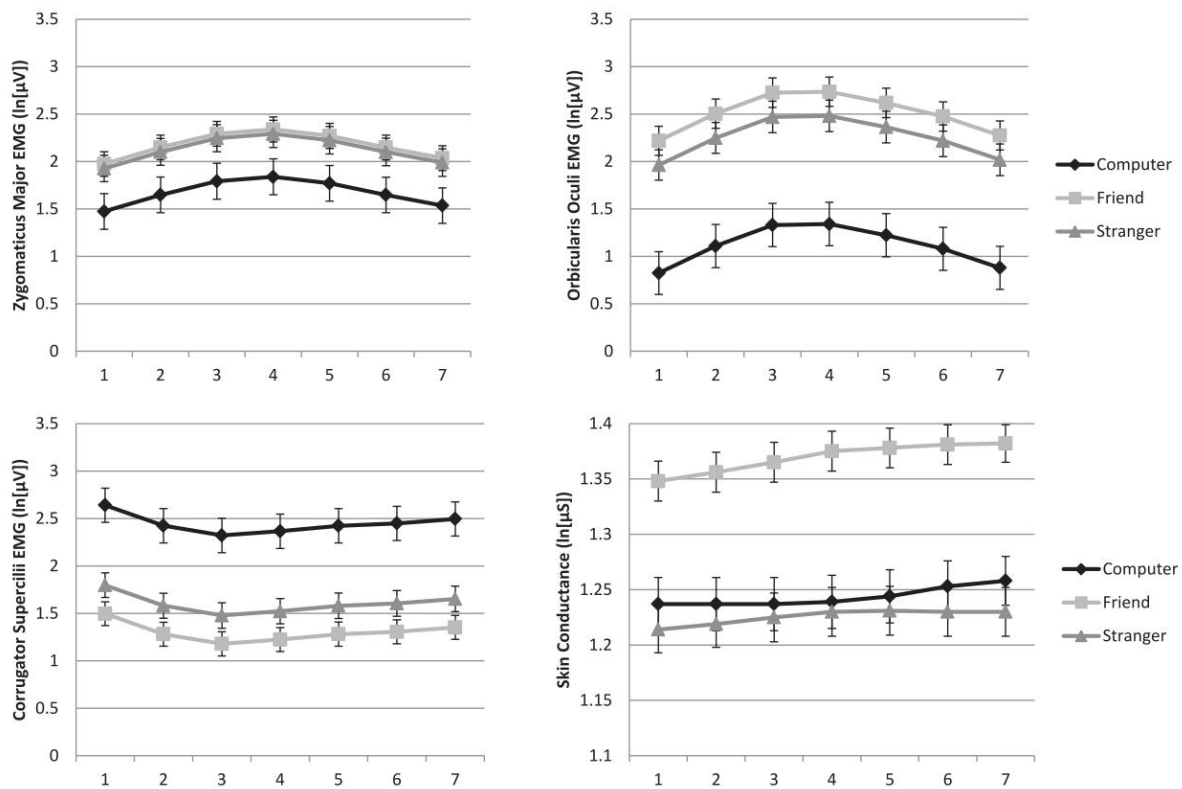 Zygomaticus Major EMG (ln[µV])
3.5
3
2.5
2
1.5
1
0.5
0
1 2 3 4 5 6 7
Orbicularis Oculi EMG (ln[µV])
3.5
3
2.5
2
1.5
1
0.5
0
1 2 3 4 5 6 7
Computer
Friend
Stranger
Corrugator Supercilii EMG (ln[µV])
3.5
3
2.5
2
1.5
1
0.5
0
1 2 3 4 5 6 7
Skin Conductance (ln[µS])
1.4
1.35
1.3
1.25
1.2
1.15
1.1
1 2 3 4 5 6 7
Computer
Friend
Stranger